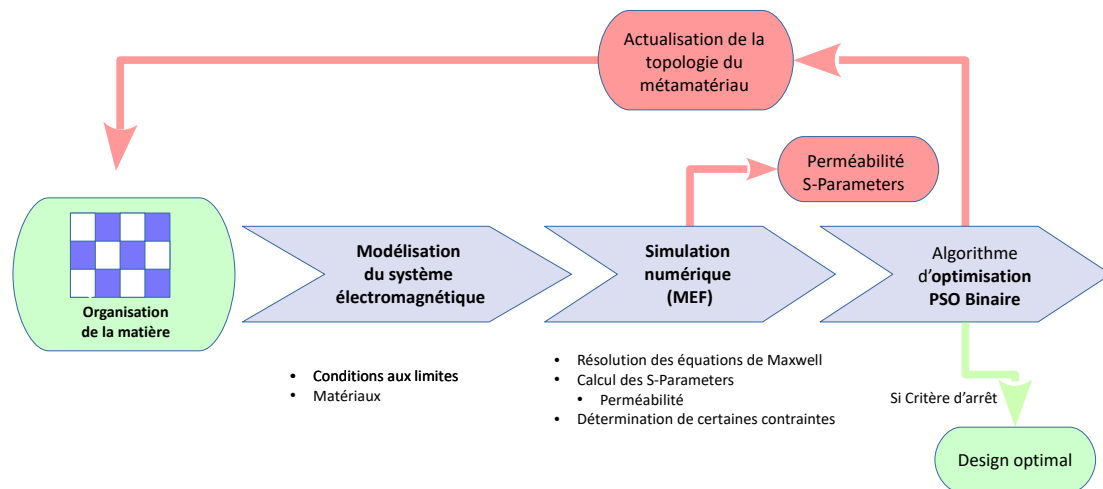 Actualisation de la
topologie du
métamatériau
Perméabilité
S-Parameters
Organisation
de la matière
Modélisation
du système
électromagnétique
Simulation
numérique
(MEF)
Algorithme
d'optimisation
PSO Binaire
• Conditions aux limites
• Matériaux
• Résolution des équations de Maxwell
• Calcul des S-Parameters
• Perméabilité
• Détermination de certaines contraintes
Si Critère d'arrêt
Design optimal